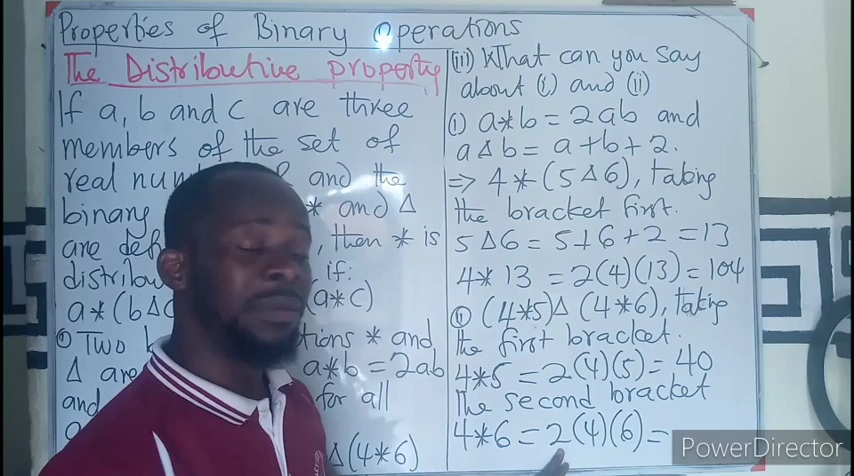 Properties of Binary Operations
The Distributive property
If a, b and c are three
members of the set of
real and the
binary * and Δ
are , then * is
if:
a*(bΔc (a*c)
(i) Two * and
Δ are a*b = 2ab
and for all
Δ(4*6)
(iii) What can you say
about (i) and (ii)
(i) a*b = 2ab and
aΔb = a+b+2.
=> 4*(5Δ6), taking
the bracket first.
5Δ6 = 5+6+2 = 13
4*13 = 2(4)(13) = 104
(ii) (4*5)Δ(4*6), taking
the first bracket.
4*5 = 2(4)(5) = 40
The second bracket
4*6 = 2(4)(6) =
PowerDirector